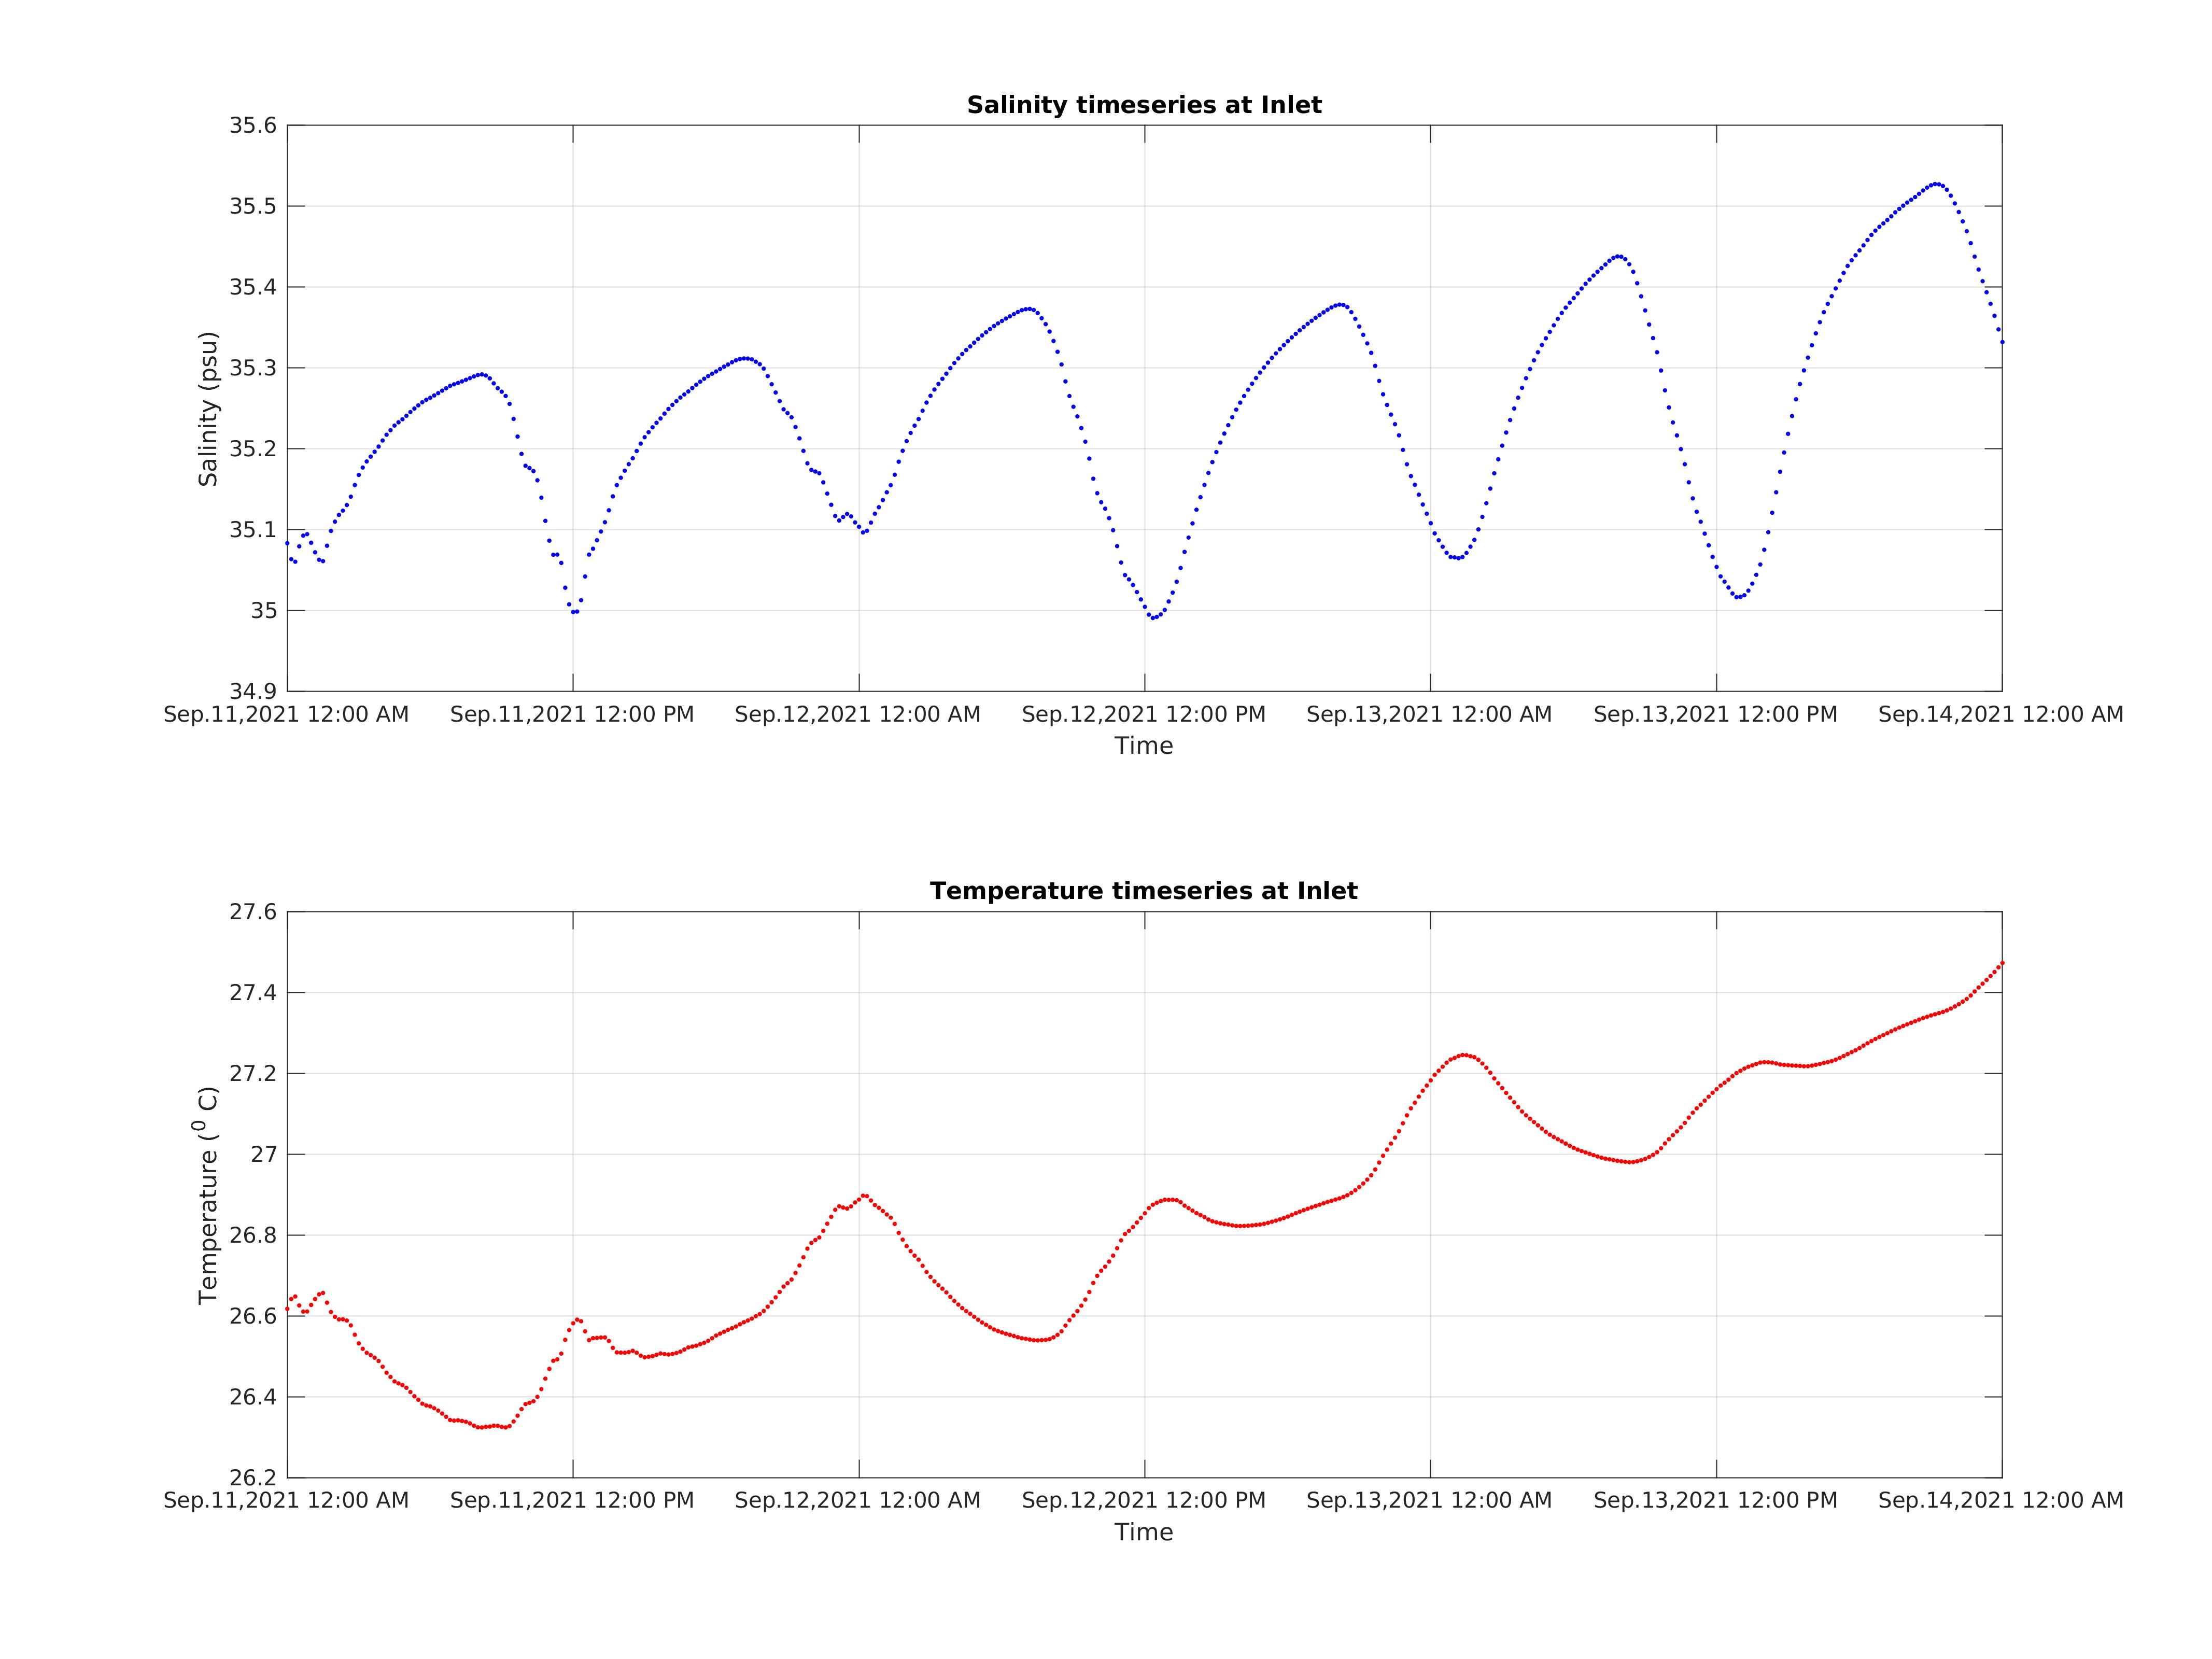 Salinity timeseries at Inlet
35.6
35.5
35.4
35.3
35.2
35.1
35
34.9
Salinity (psu)
Sep.11,2021 12:00 AM Sep.11,2021 12:00 PM Sep.12,2021 12:00 AM Sep.12,2021 12:00 PM Sep.13,2021 12:00 AM Sep.13,2021 12:00 PM Sep.14,2021 12:00 AM
Time
Temperature timeseries at Inlet
27.6
27.4
27.2
27
26.8
26.6
26.4
26.2
Temperature (⁰ C)
Sep.11,2021 12:00 AM Sep.11,2021 12:00 PM Sep.12,2021 12:00 AM Sep.12,2021 12:00 PM Sep.13,2021 12:00 AM Sep.13,2021 12:00 PM Sep.14,2021 12:00 AM
Time